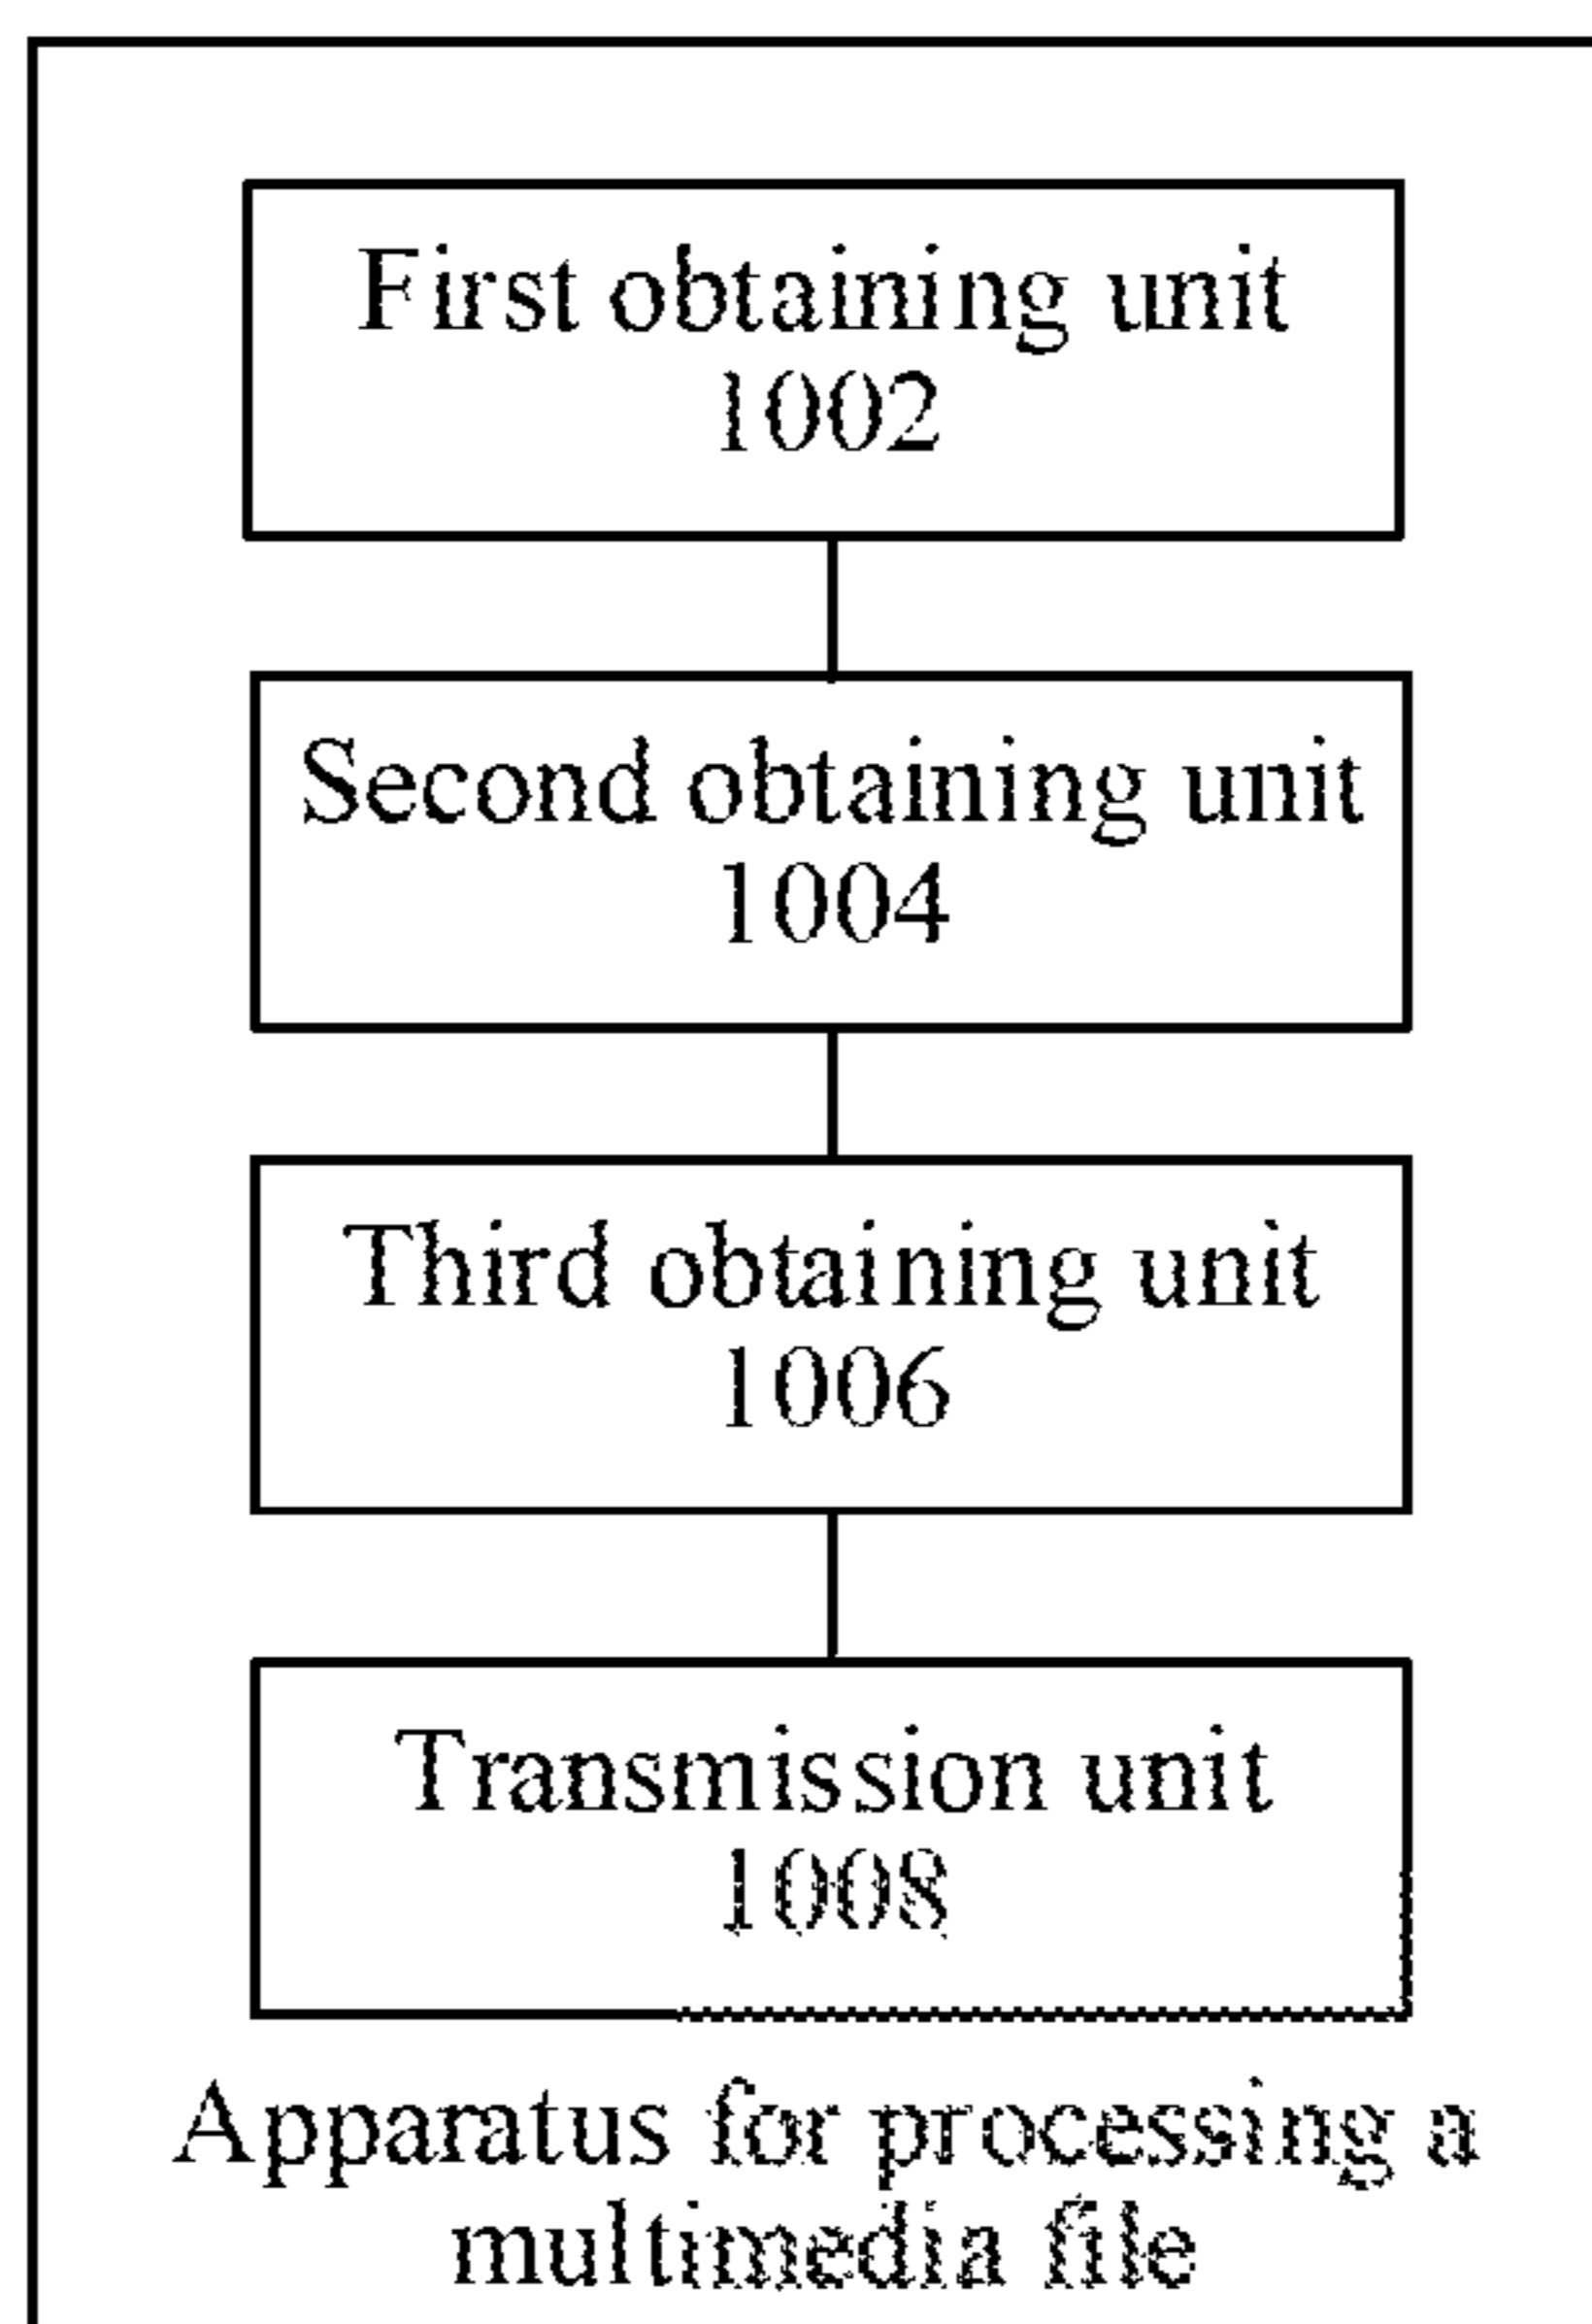 First obtaining unit
1002
Second obtaining unit
1004
Third obtaining unit
1006
Transmission unit
1008
Apparatus for processing a
multimedia file